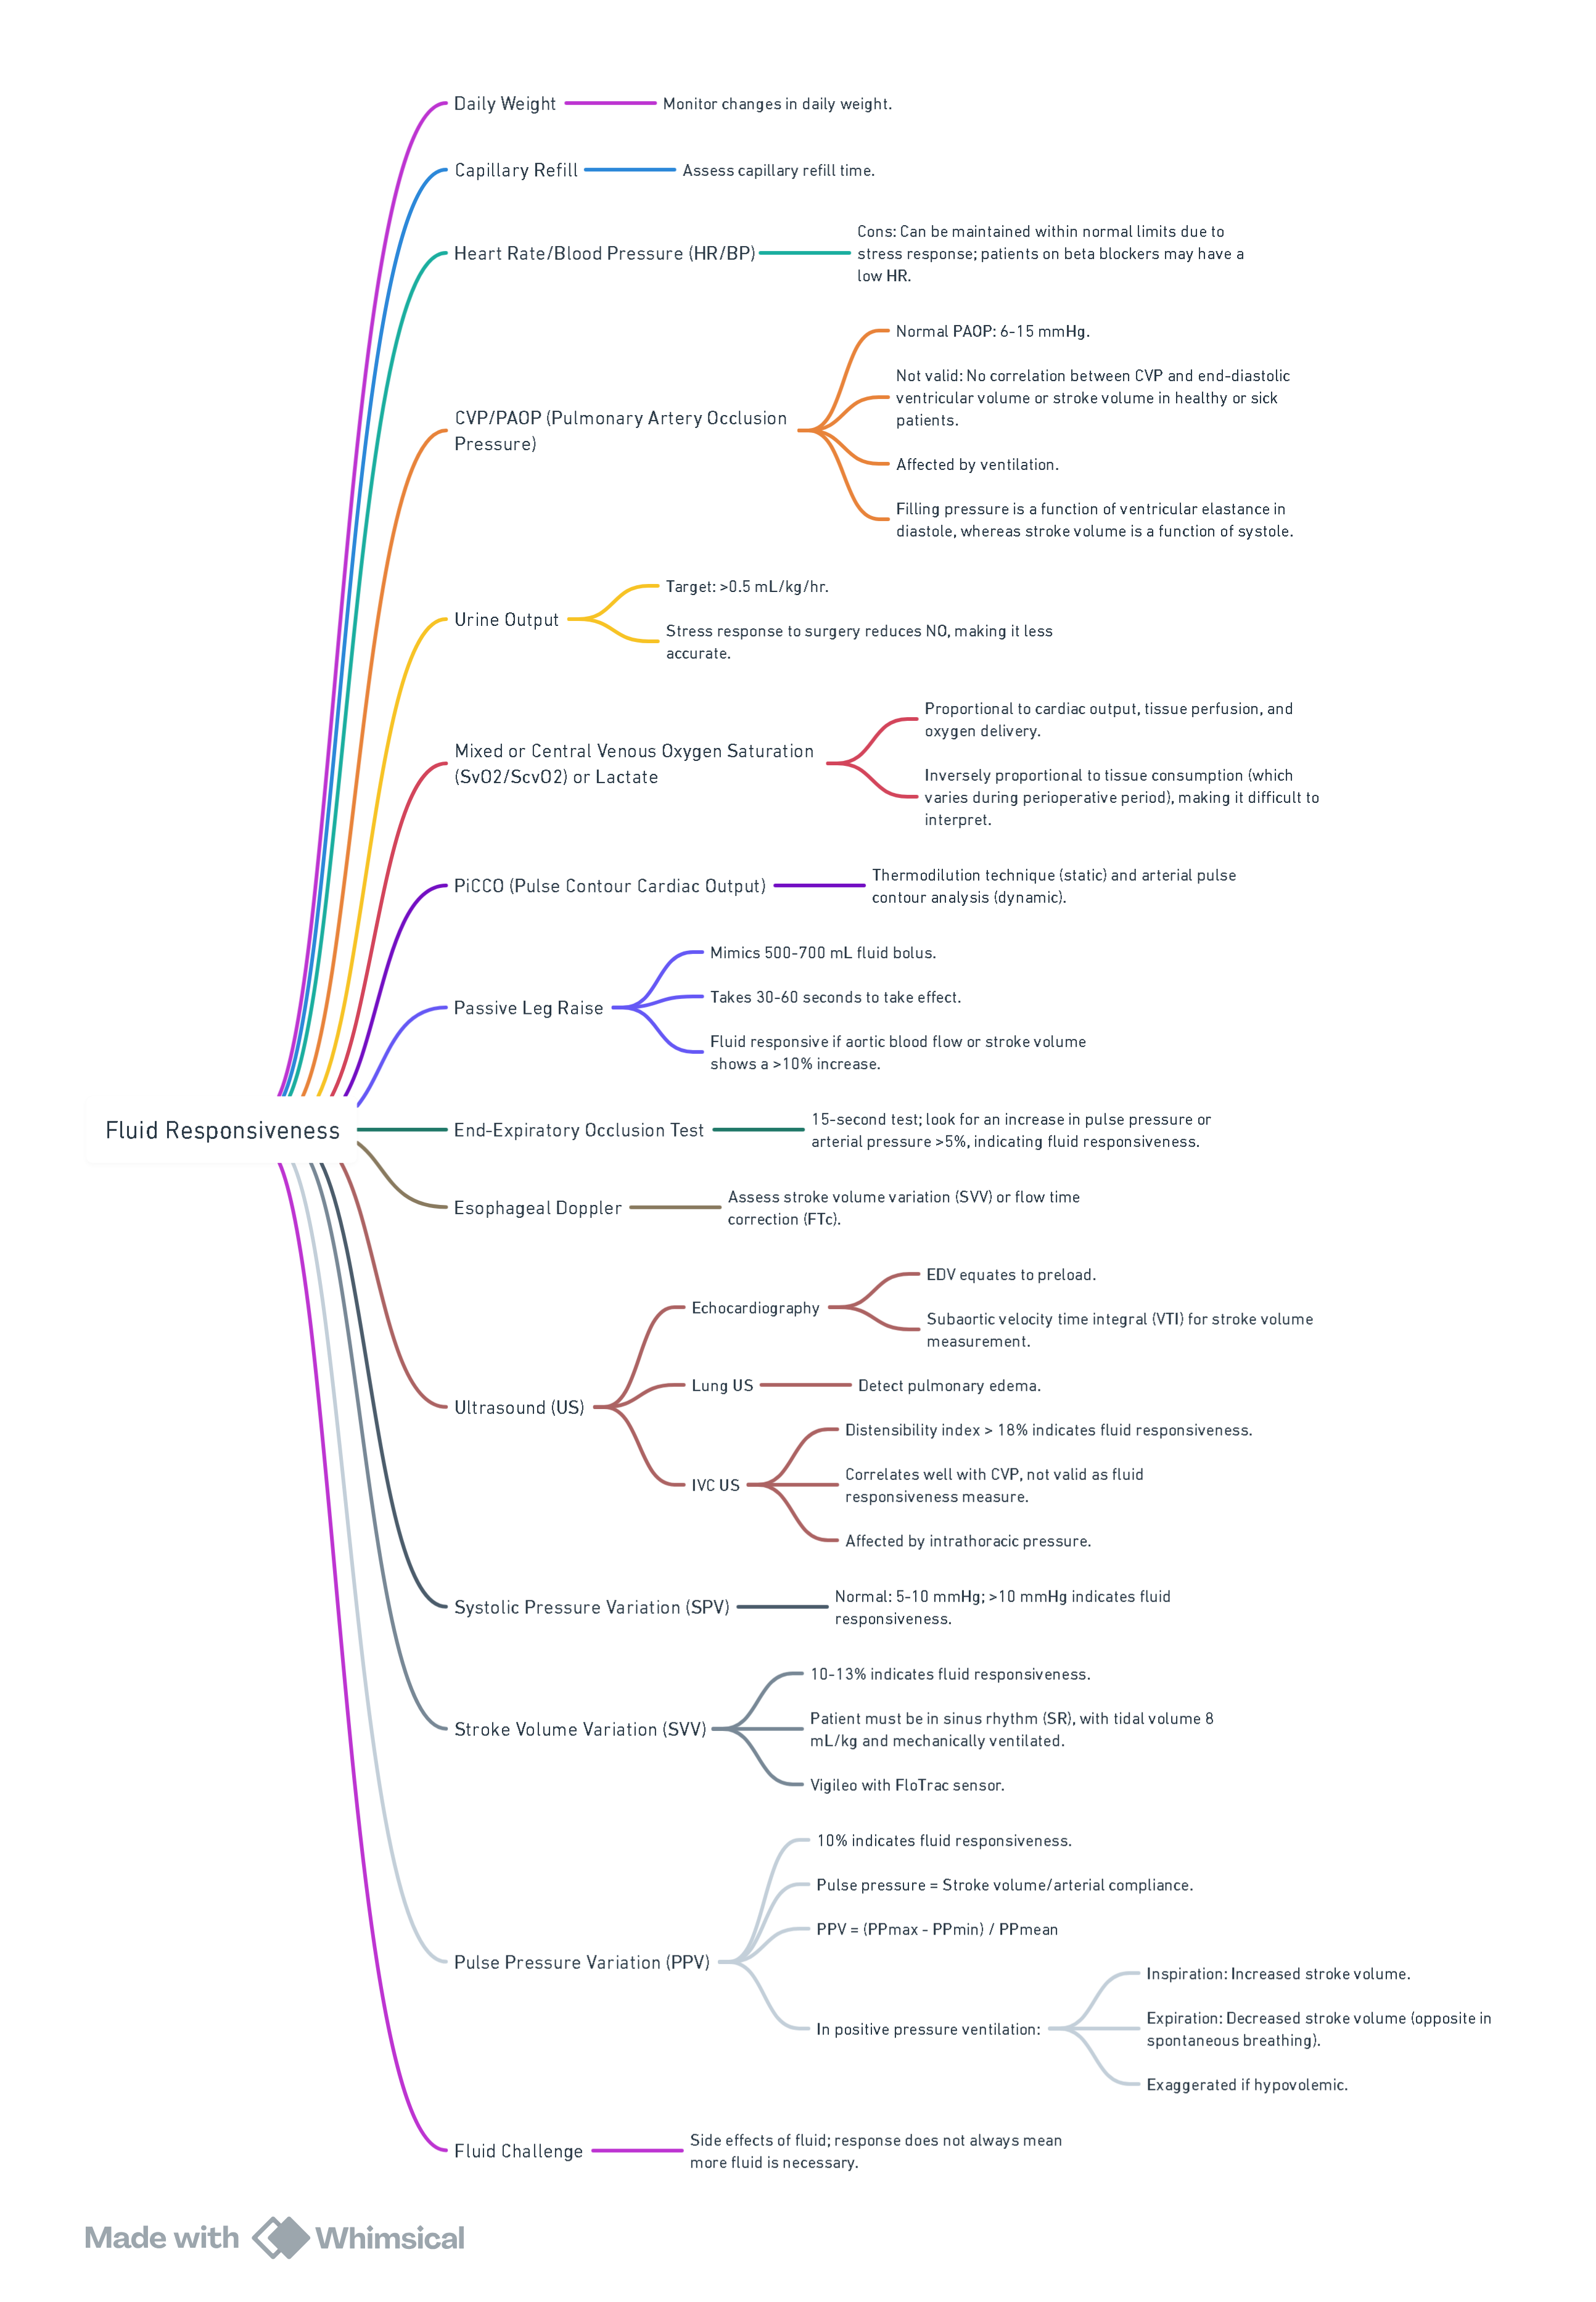 Daily Weight
Monitor changes in daily weight.
Capillary Refill
Assess capillary refill time.
Heart Rate/Blood Pressure (HR/BP)
Cons: Can be maintained within normal limits due to
stress response; patients on beta blockers may have a
low HR.
CVP/PAOP (Pulmonary Artery Occlusion
Pressure)
Normal PAOP: 6-15 mmHg.
Not valid: No correlation between CVP and end-diastolic
ventricular volume or stroke volume in healthy or sick
patients.
Affected by ventilation.
Filling pressure is a function of ventricular elastance in
diastole, whereas stroke volume is a function of systole.
Urine Output
Target: >0.5 mL/kg/hr.
Stress response to surgery reduces NO, making it less
accurate.
Mixed or Central Venous Oxygen Saturation
(SvO2/ScvO2) or Lactate
Proportional to cardiac output, tissue perfusion, and
oxygen delivery.
Inversely proportional to tissue consumption (which
varies during perioperative period), making it difficult to
interpret.
PiCCO (Pulse Contour Cardiac Output)
Thermodilution technique (static) and arterial pulse
contour analysis (dynamic).
Passive Leg Raise
Mimics 500-700 mL fluid bolus.
Takes 30-60 seconds to take effect.
Fluid responsive if aortic blood flow or stroke volume
shows a >10% increase.
Fluid Responsiveness
End-Expiratory Occlusion Test
15-second test; look for an increase in pulse pressure or
arterial pressure >5%, indicating fluid responsiveness.
Esophageal Doppler
Assess stroke volume variation (SVV) or flow time
correction (FTc).
Ultrasound (US)
Echocardiography
EDV equates to preload.
Subaortic velocity time integral (VTI) for stroke volume
measurement.
Lung US
Detect pulmonary edema.
IVC US
Distensibility index > 18% indicates fluid responsiveness.
Correlates well with CVP, not valid as fluid
responsiveness measure.
Affected by intrathoracic pressure.
Systolic Pressure Variation (SPV)
Normal: 5-10 mmHg; >10 mmHg indicates fluid
responsiveness.
Stroke Volume Variation (SVV)
10-13% indicates fluid responsiveness.
Patient must be in sinus rhythm (SR), with tidal volume 8
mL/kg and mechanically ventilated.
Vigileo with FloTrac sensor.
Pulse Pressure Variation (PPV)
10% indicates fluid responsiveness.
Pulse pressure = Stroke volume/arterial compliance.
PPV = (PPmax - PPmin) / PPmean
In positive pressure ventilation:
Inspiration: Increased stroke volume.
Expiration: Decreased stroke volume (opposite in
spontaneous breathing).
Exaggerated if hypovolemic.
Fluid Challenge
Side effects of fluid; response does not always mean
more fluid is necessary.
Made with Whimsical